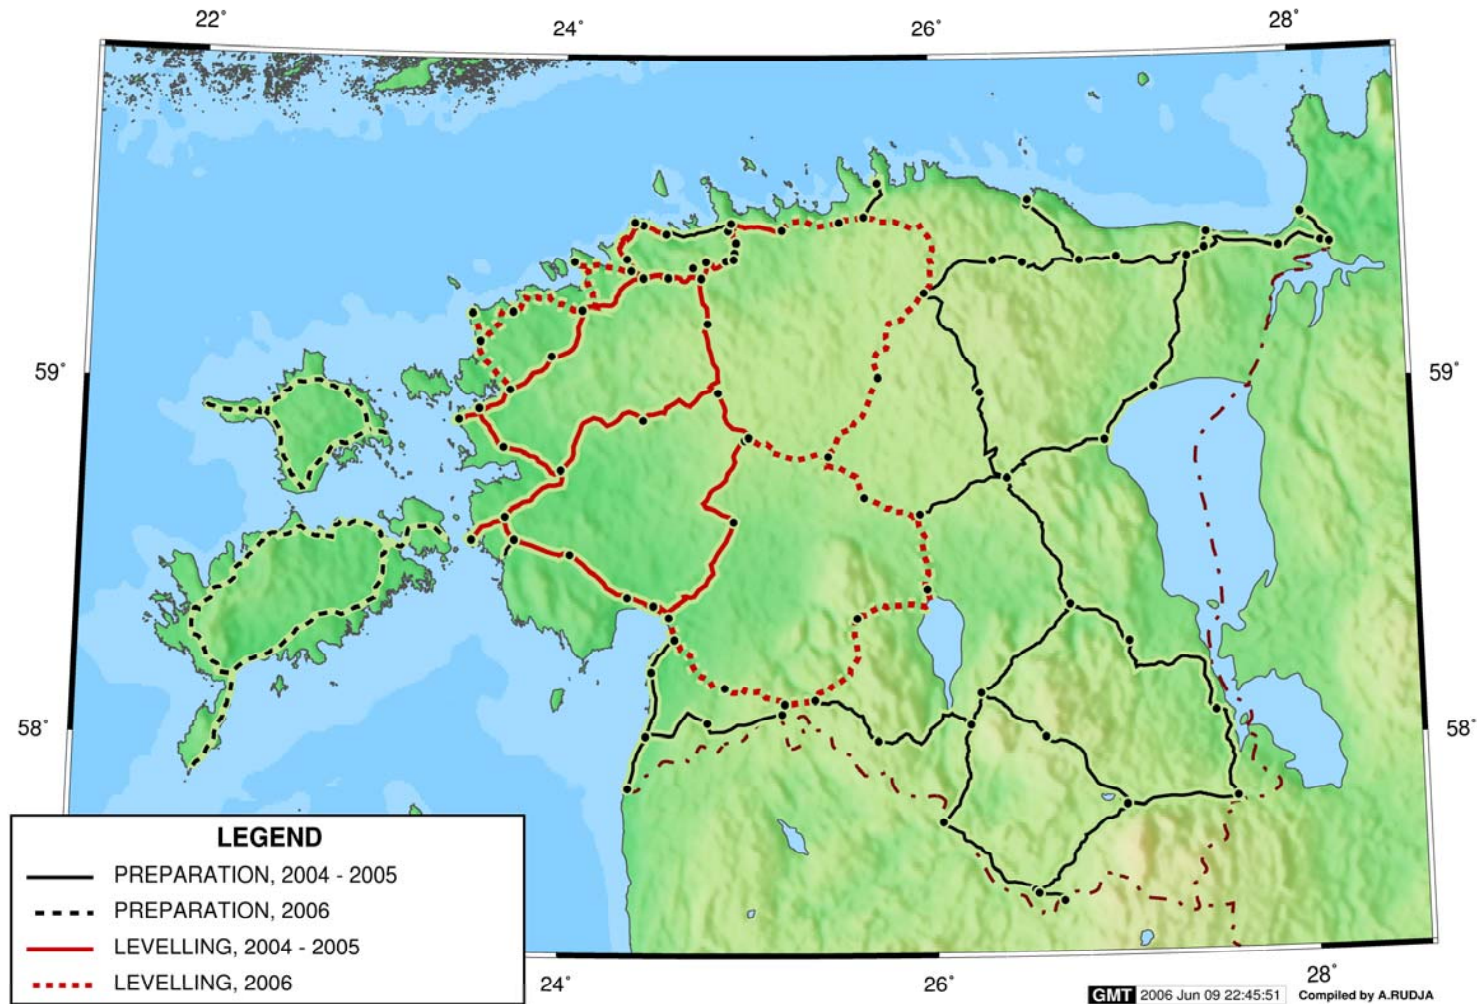 22°
24°
26°
28°
59°
59°
58°
58°
LEGEND
PREPARATION, 2004 - 2005
PREPARATION, 2006
LEVELLING, 2004 - 2005
LEVELLING, 2006
24°
26°
28°
GMT 2006 Jun 09 22:45:51 Compiled by A.RUDJA